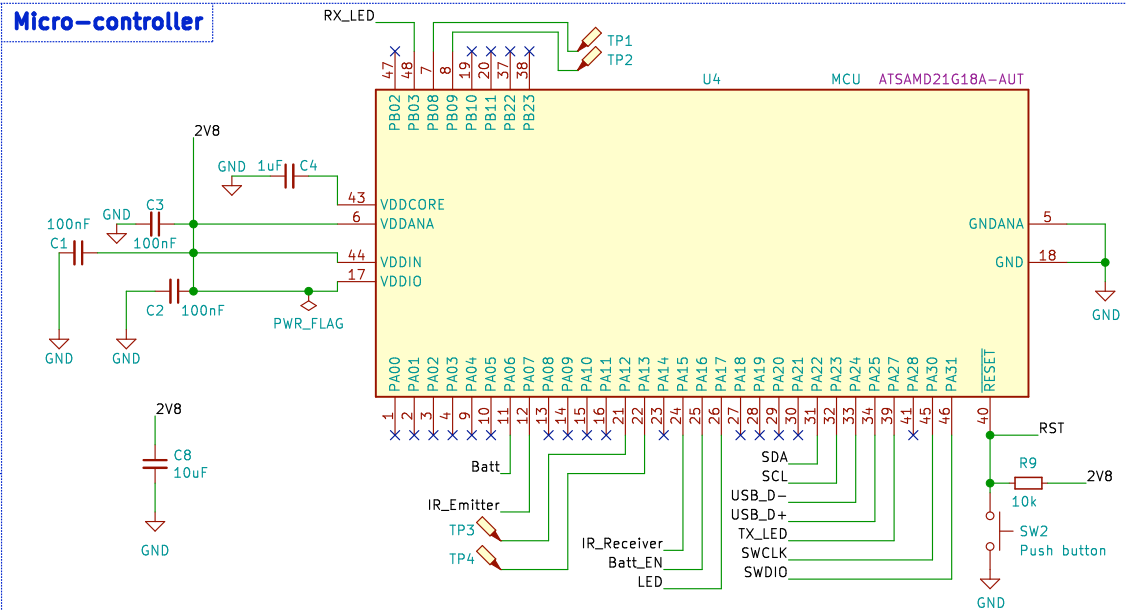 Micro-controller
RX_LED
TP1
TP2
47
48
7
8
19
20
37
38
U4
MCU
ATSAMD21G18A-AUT
PB02
PB03
PB08
PB09
PB10
PB11
PB22
PB23
2V8
GND
1uF
C4
43
VDDCORE
GND
C3
100nF
6
VDDANA
100nF
C1
44
VDDIN
17
VDDIO
C2
100nF
PWR_FLAG
GND
GND
GNDANA
5
GND
18
GND
PA00
PA01
PA02
PA03
PA04
PA05
PA06
PA07
PA08
PA09
PA10
PA11
PA12
PA13
PA14
PA15
PA16
PA17
PA18
PA19
PA20
PA21
PA22
PA23
PA24
PA25
PA27
PA28
PA30
PA31
RESET
1
2
3
4
9
10
11
12
13
14
15
16
21
22
23
24
25
26
27
28
29
30
31
32
33
34
39
41
45
46
40
2V8
C8
10uF
GND
Batt
IR_Emitter
TP3
TP4
IR_Receiver
Batt_EN
LED
SDA
SCL
USB_D-
USB_D+
TX_LED
SWCLK
SWDIO
RST
R9
2V8
10k
SW2
Push button
GND